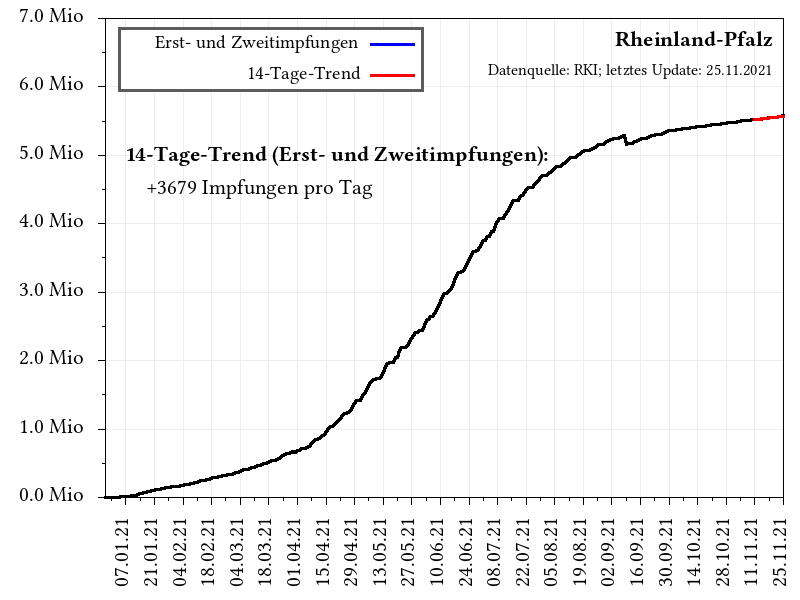 7.0 Mio
6.0 Mio
5.0 Mio
4.0 Mio
3.0 Mio
2.0 Mio
1.0 Mio
0.0 Mio
Erst- und Zweitimpfungen
14-Tage-Trend
Rheinland-Pfalz
Datenquelle: RKI; letztes Update: 25.11.2021
14-Tage-Trend (Erst- und Zweitimpfungen):
+3679 Impfungen pro Tag
07.01.21
21.01.21
04.02.21
18.02.21
04.03.21
18.03.21
01.04.21
15.04.21
29.04.21
13.05.21
27.05.21
10.06.21
24.06.21
08.07.21
22.07.21
05.08.21
19.08.21
02.09.21
16.09.21
30.09.21
14.10.21
28.10.21
11.11.21
25.11.21